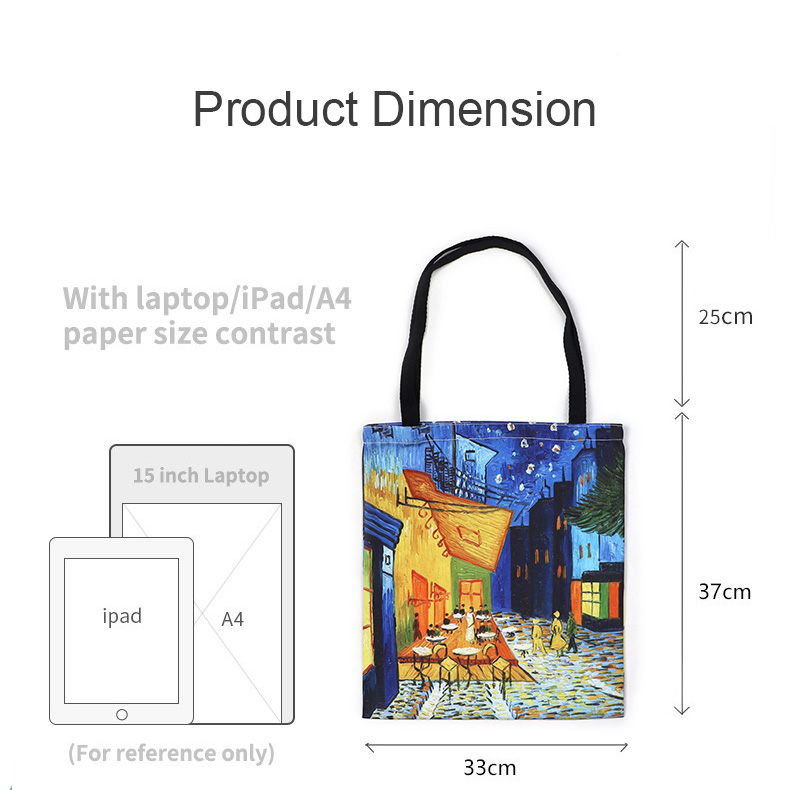 Product Dimension
With laptop/iPad/A4
paper size contrast
25cm
15 inch Laptop
ipad
A4
37cm
(For reference only)
33cm